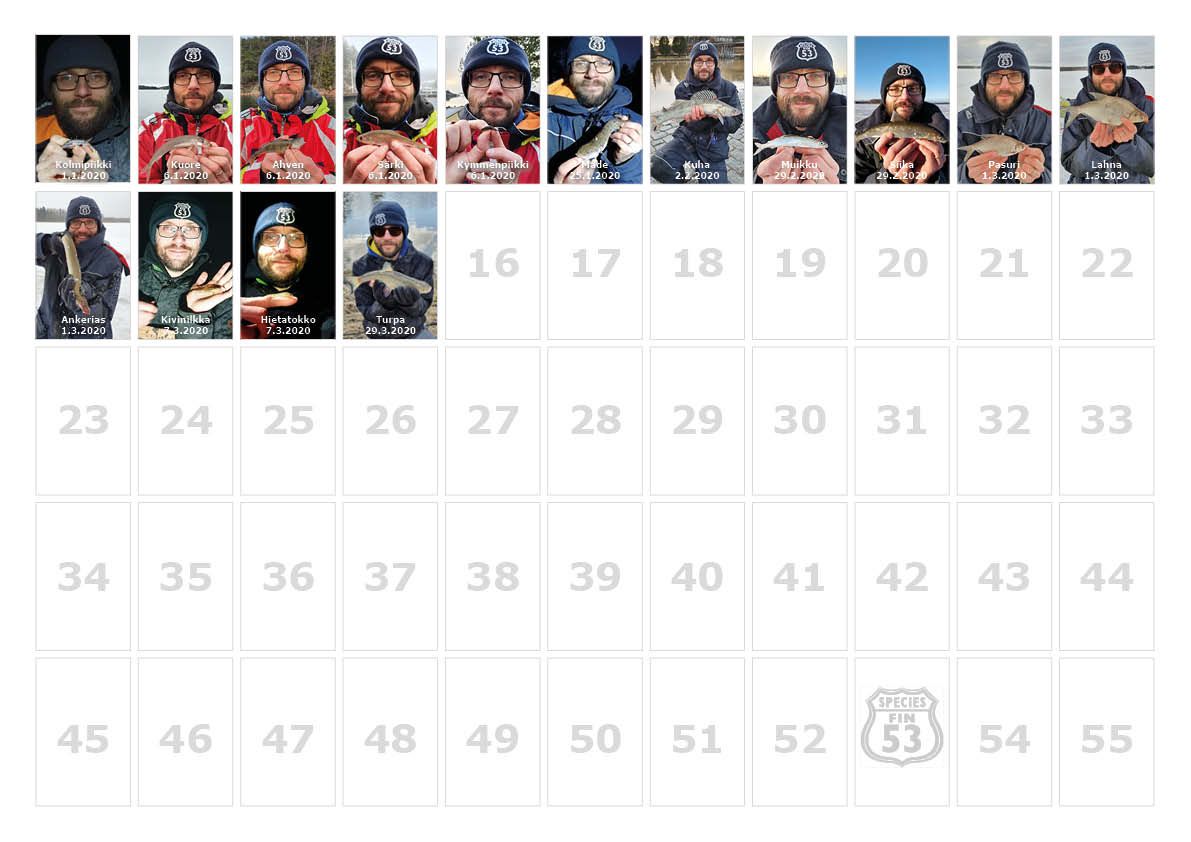 Kolmipiikki
1.1.2020
Kuore
6.1.2020
Ahven
6.1.2020
Särki
6.1.2020
Kymmenpiikki
6.1.2020
Made
25.1.2020
Kuha
2.2.2020
Muikku
29.2.2020
Siika
29.2.2020
Pasuri
1.3.2020
Lahna
1.3.2020
Ankerias
1.3.2020
Kivinilkka
7.3.2020
Hietatokko
7.3.2020
Turpa
29.3.2020
16 17 18 19 20 21 22
23 24 25 26 27 28 29 30 31 32 33
34 35 36 37 38 39 40 41 42 43 44
45 46 47 48 49 50 51 52
SPECIES
FIN
53
54 55